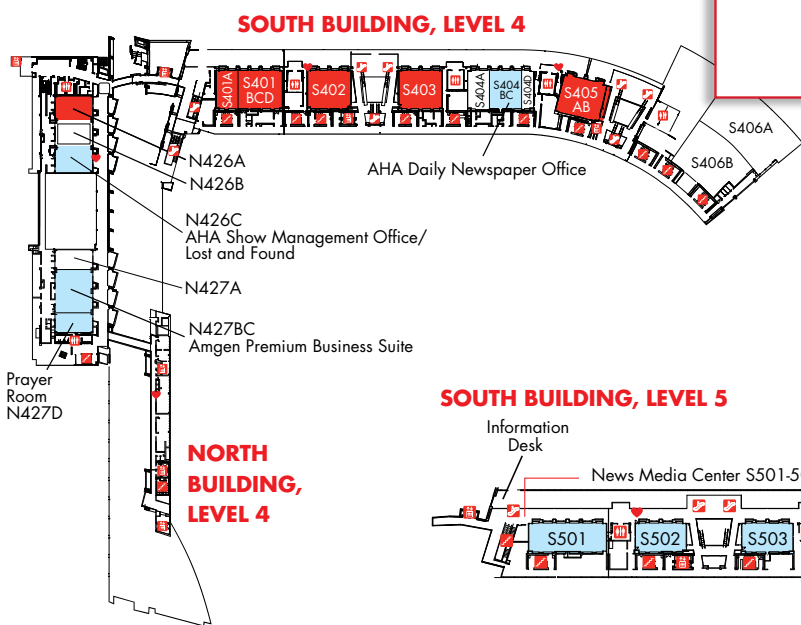 SOUTH BUILDING, LEVEL 4
S401A
S401
BCD
S402
S403
S404A
S404
BC
S404D
S405
AB
S406A
S406B
AHA Daily Newspaper Office
N426A
N426B
N426C
AHA Show Management Office/
Lost and Found
N427A
N427BC
Amgen Premium Business Suite
Prayer
Room
N427D
NORTH
BUILDING,
LEVEL 4
SOUTH BUILDING, LEVEL 5
Information
Desk
News Media Center S501-5
S501
S502
S503